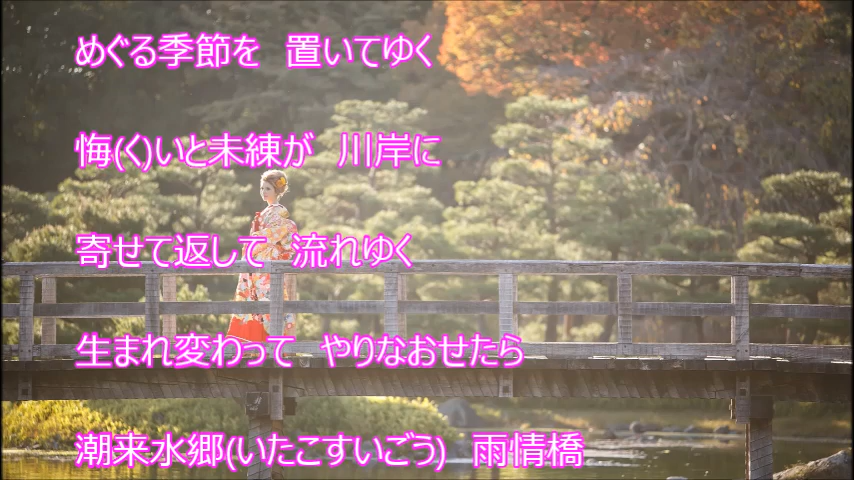 めぐる季節を　置いてゆく
悔(く)いと未練が　川岸に
寄せて返して　流れゆく
生まれ変わって　やりなおせたら
潮来水郷(いたこすいごう)　雨情橋